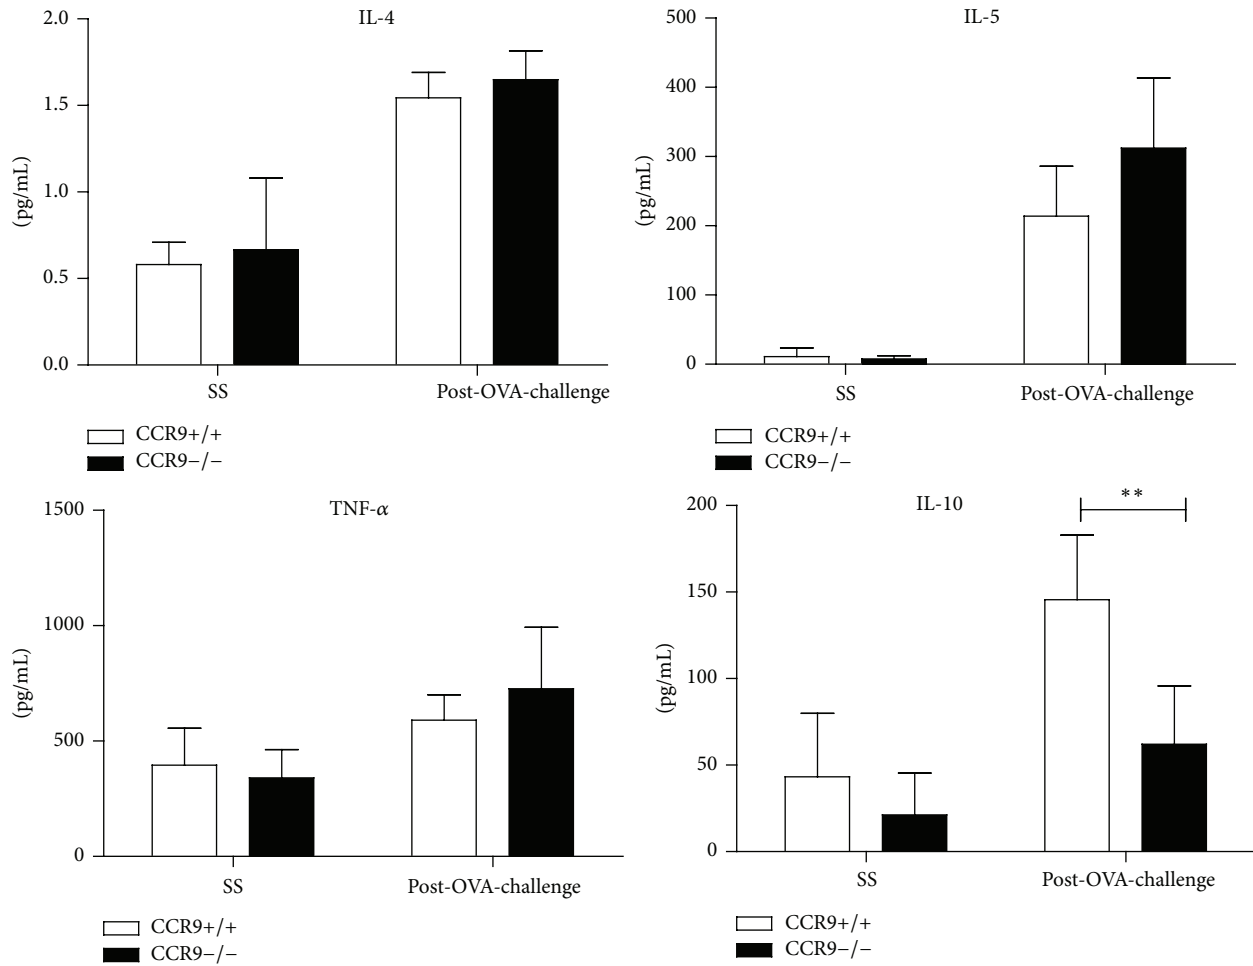 IL-4
2.0
1.5
1.0
0.5
0.0
(pg/mL)
SS
Post-OVA-challenge
CCR9+/+
CCR9−/−
IL-5
500
400
300
200
100
0
(pg/mL)
SS
Post-OVA-challenge
CCR9+/+
CCR9−/−
TNF-α
1500
1000
500
0
(pg/mL)
SS
Post-OVA-challenge
CCR9+/+
CCR9−/−
IL-10
**
200
150
100
50
0
(pg/mL)
SS
Post-OVA-challenge
CCR9+/+
CCR9−/−